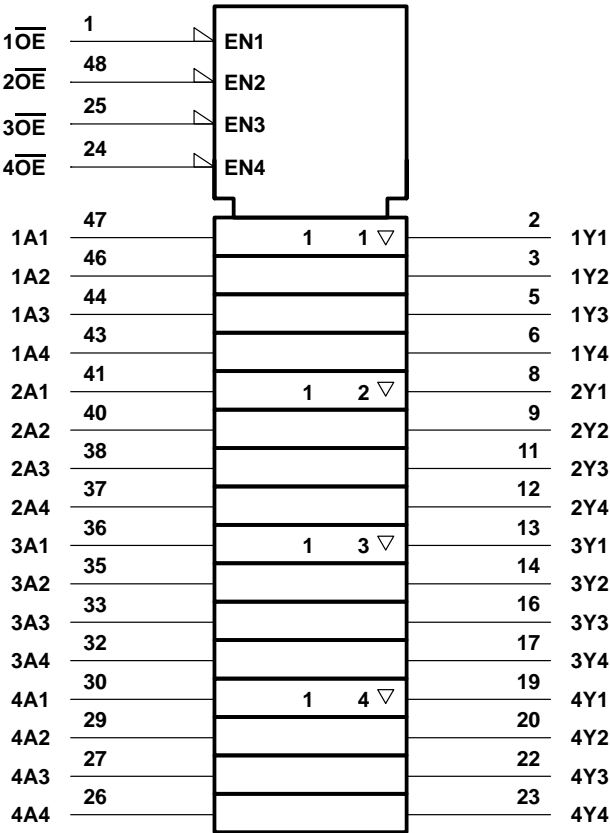 1O̅E̅ 1 EN1
2O̅E̅ 48 EN2
3O̅E̅ 25 EN3
4O̅E̅ 24 EN4
1A1 47 1 1 ▽ 2 1Y1
1A2 46 3 1Y2
1A3 44 5 1Y3
1A4 43 6 1Y4
2A1 41 1 2 ▽ 8 2Y1
2A2 40 9 2Y2
2A3 38 11 2Y3
2A4 37 12 2Y4
3A1 36 1 3 ▽ 13 3Y1
3A2 35 14 3Y2
3A3 33 16 3Y3
3A4 32 17 3Y4
4A1 30 1 4 ▽ 19 4Y1
4A2 29 20 4Y2
4A3 27 22 4Y3
4A4 26 23 4Y4